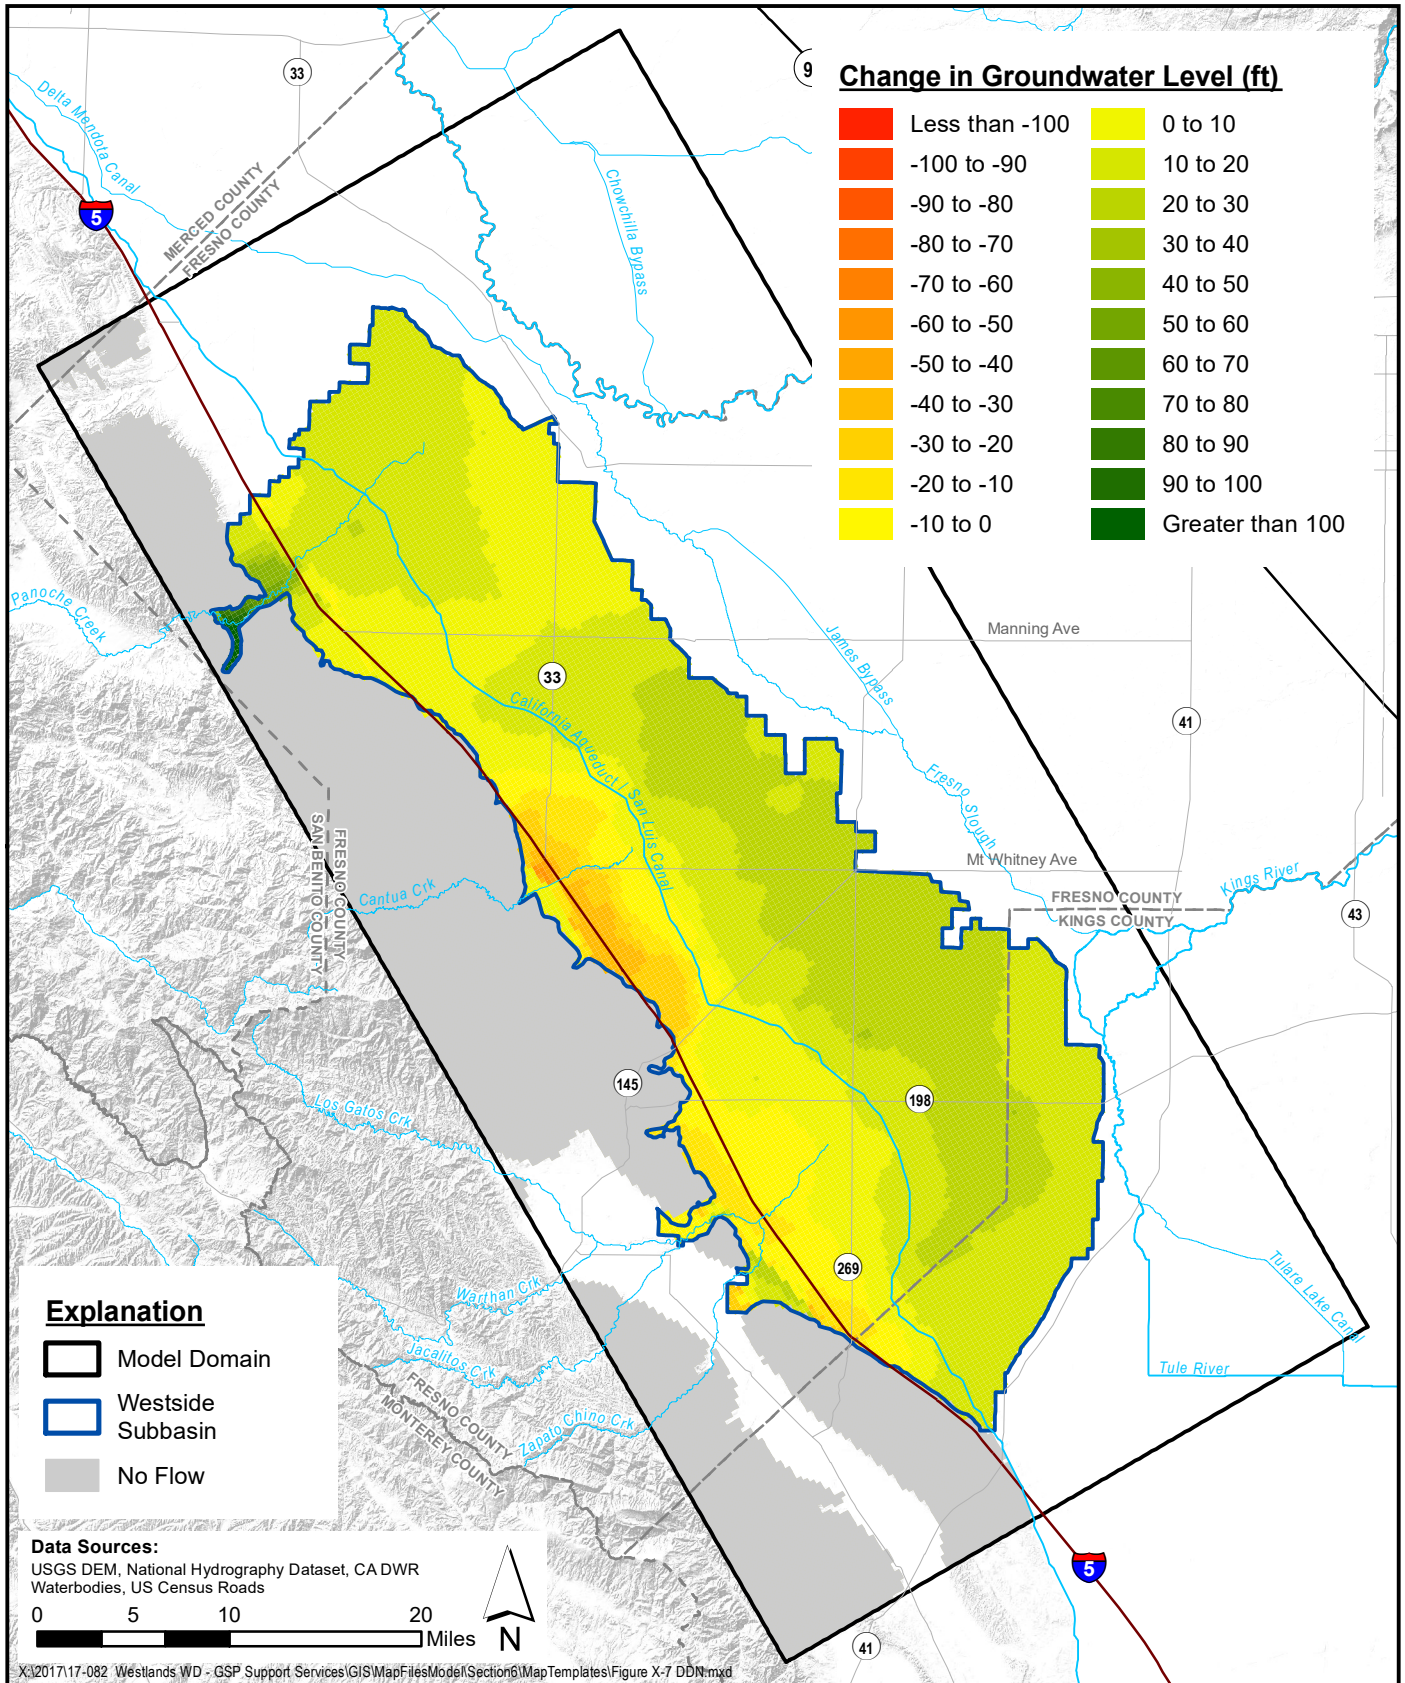 33
9
Delta Mendota Canal
MERCED COUNTY
FRESNO COUNTY
5
Chowchilla Bypass
Change in Groundwater Level (ft)
Less than -100
-100 to -90
-90 to -80
-80 to -70
-70 to -60
-60 to -50
-50 to -40
-40 to -30
-30 to -20
-20 to -10
-10 to 0
0 to 10
10 to 20
20 to 30
30 to 40
40 to 50
50 to 60
60 to 70
70 to 80
80 to 90
90 to 100
Greater than 100
Panoche Creek
James Bypass
Manning Ave
33
California Aqueduct / San Luis Canal
41
Fresno Slough
SAN BENITO COUNTY
FRESNO COUNTY
Cantua Crk
Mt Whitney Ave
Kings River
FRESNO COUNTY
KINGS COUNTY
43
145
198
Los Gatos Crk
269
Warthan Crk
Jacalitos Crk
Tulare Lake Canal
Tule River
FRESNO COUNTY
MONTEREY COUNTY
Zapato Chino Crk
5
41
Explanation
Model Domain
Westside
Subbasin
No Flow
Data Sources:
USGS DEM, National Hydrography Dataset, CA DWR
Waterbodies, US Census Roads
0 5 10 20
Miles
N
X:\2017\17-082 Westlands WD - GSP Support Services\GIS\MapFilesModel\Section6\MapTemplates\Figure X-7 DDN.mxd